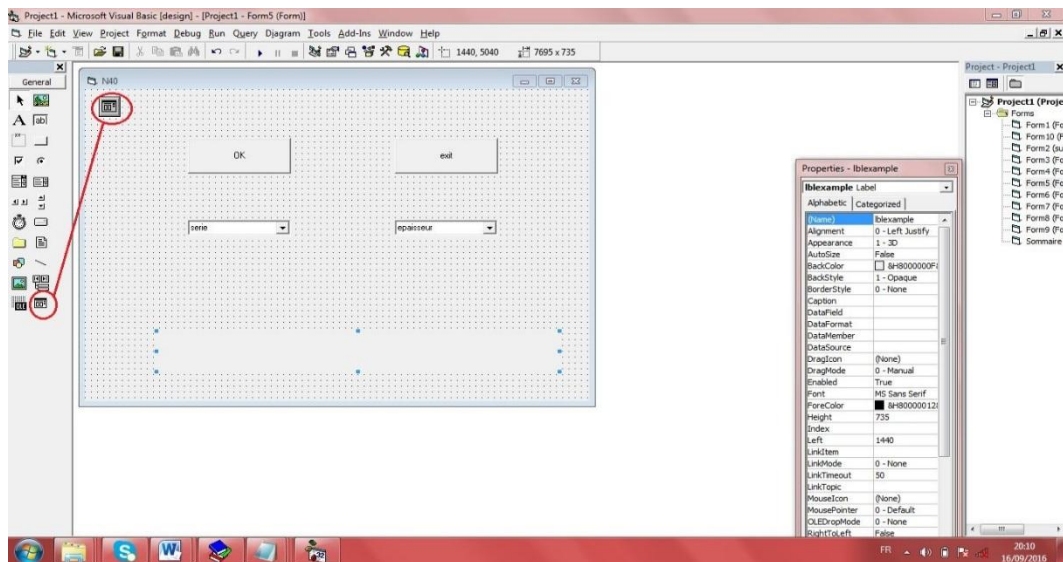 Project1 - Microsoft Visual Basic [design] - [Project1 - Form5 (Form)]
File Edit View Project Format Debug Run Query Diagram Tools Add-Ins Window Help
1440, 5040 7695 x 735
General
A ab|
N40
OK exit
serie epaisseur
Properties - lblexample
lblexample Label
Alphabetic Categorized
(Name) lblexample
Alignment 0 - Left Justify
Appearance 1 - 3D
AutoSize False
BackColor &H8000000F&
BackStyle 1 - Opaque
BorderStyle 0 - None
Caption
DataField
DataFormat
DataMember
DataSource
DragIcon (None)
DragMode 0 - Manual
Enabled True
Font MS Sans Serif
ForeColor &H80000012&
Height 735
Index
Left 1440
LinkItem
LinkMode 0 - None
LinkTimeout 50
LinkTopic
MouseIcon (None)
MousePointer 0 - Default
OLEDropMode 0 - None
RightToLeft False
Project - Project1
Project1 (Proje
Forms
Form1 (Fo
Form10 (F
Form2 (su
Form3 (Fo
Form4 (Fo
Form5 (Fo
Form6 (Fo
Form7 (Fo
Form8 (Fo
Form9 (Fo
Sommaire
FR
20:10
16/09/2016